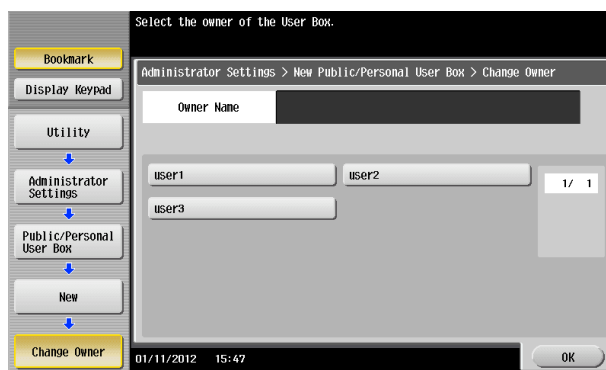 Select the owner of the User Box.
Bookmark
Display Keypad
Utility
Administrator
Settings
Public/Personal
User Box
New
Change Owner
Administrator Settings > New Public/Personal User Box > Change Owner
Owner Name
user1
user2
user3
1/ 1
01/11/2012 15:47
OK